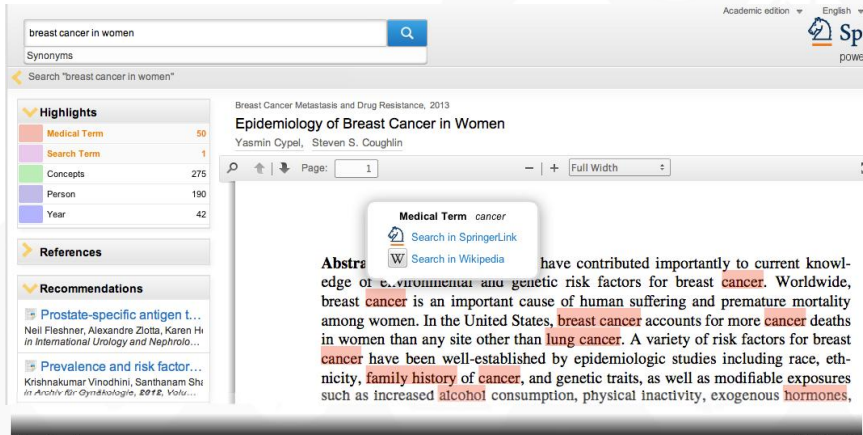 Academic edition English
breast cancer in women
Synonyms
Sp
powe
Search "breast cancer in women"
Highlights
Medical Term 50
Search Term 1
Concepts 275
Person 190
Year 42
References
Recommendations
Prostate-specific antigen t...
Neil Fleshner, Alexandre Zlotta, Karen He
in International Urology and Nephrolo...
Prevalence and risk factor...
Krishnakumar Vinodhini, Santhanam Sha
in Archiv für Gynäkologie, 2012, Volu...
Breast Cancer Metastasis and Drug Resistance, 2013
Epidemiology of Breast Cancer in Women
Yasmin Cypel, Steven S. Coughlin
Page: 1 − | + Full Width
Medical Term cancer
Search in SpringerLink
W Search in Wikipedia
Abstra have contributed importantly to current knowl-
edge of e..vironmental and genetic risk factors for breast cancer. Worldwide,
breast cancer is an important cause of human suffering and premature mortality
among women. In the United States, breast cancer accounts for more cancer deaths
in women than any site other than lung cancer. A variety of risk factors for breast
cancer have been well-established by epidemiologic studies including race, eth-
nicity, family history of cancer, and genetic traits, as well as modifiable exposures
such as increased alcohol consumption, physical inactivity, exogenous hormones,